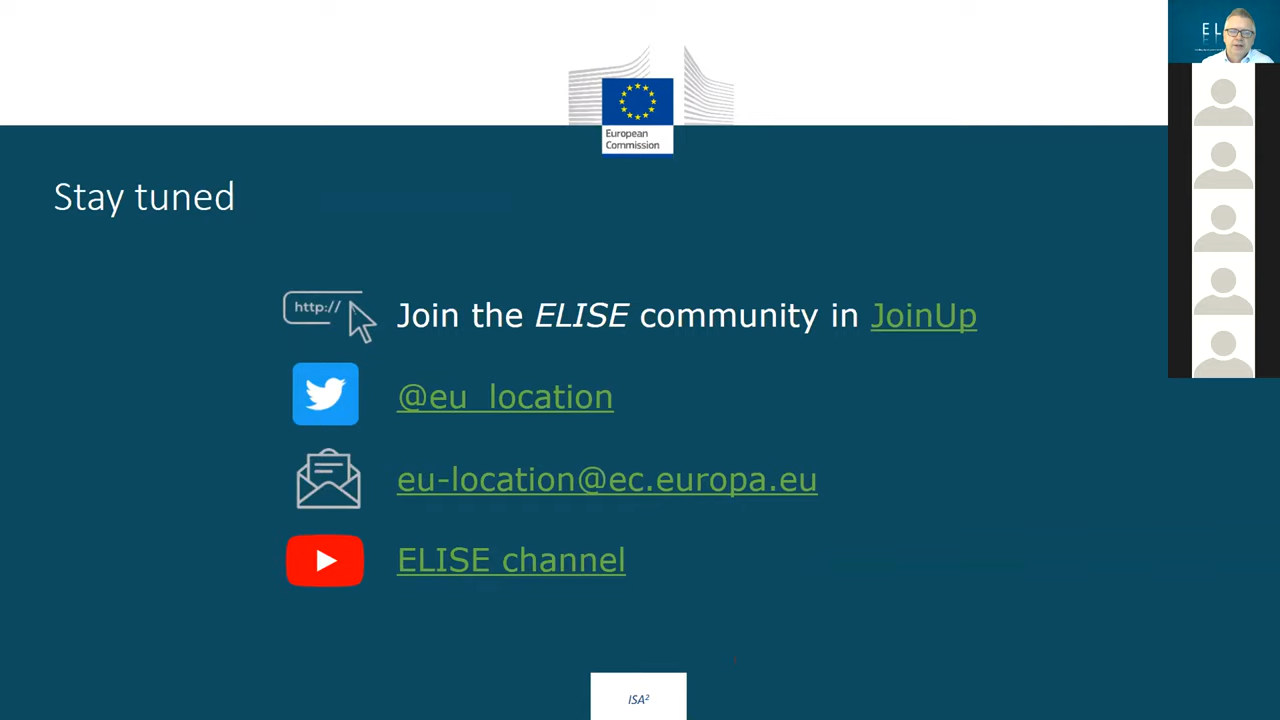 E L
European
Commission
Stay tuned
http://
Join the ELISE community in JoinUp
@eu_location
eu-location@ec.europa.eu
ELISE channel
ISA²